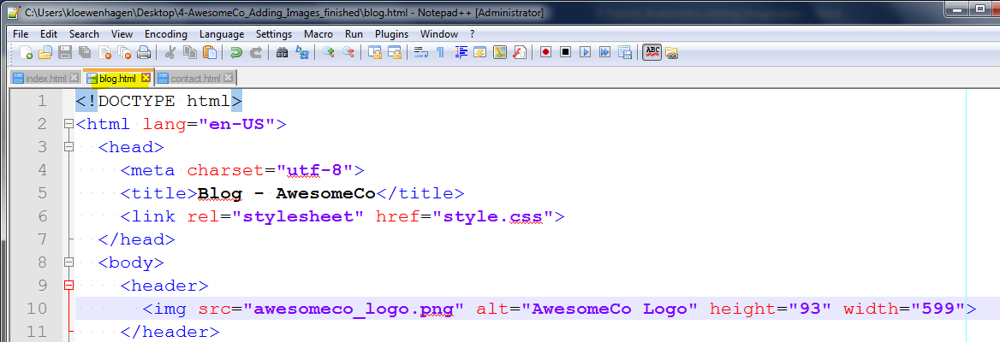 C:\Users\kloewenhagen\Desktop\4-AwesomeCo_Adding_Images_finished\blog.html - Notepad++ [Administrator]
File Edit Search View Encoding Language Settings Macro Run Plugins Window ?
ABC
index.html blog.html contact.html
1 <!DOCTYPE html>
2 <html lang="en-US">
3 <head>
4 <meta charset="utf-8">
5 <title>Blog - AwesomeCo</title>
6 <link rel="stylesheet" href="style.css">
7 </head>
8 <body>
9 <header>
10 <img src="awesomeco_logo.png" alt="AwesomeCo Logo" height="93" width="599">
11 </header>